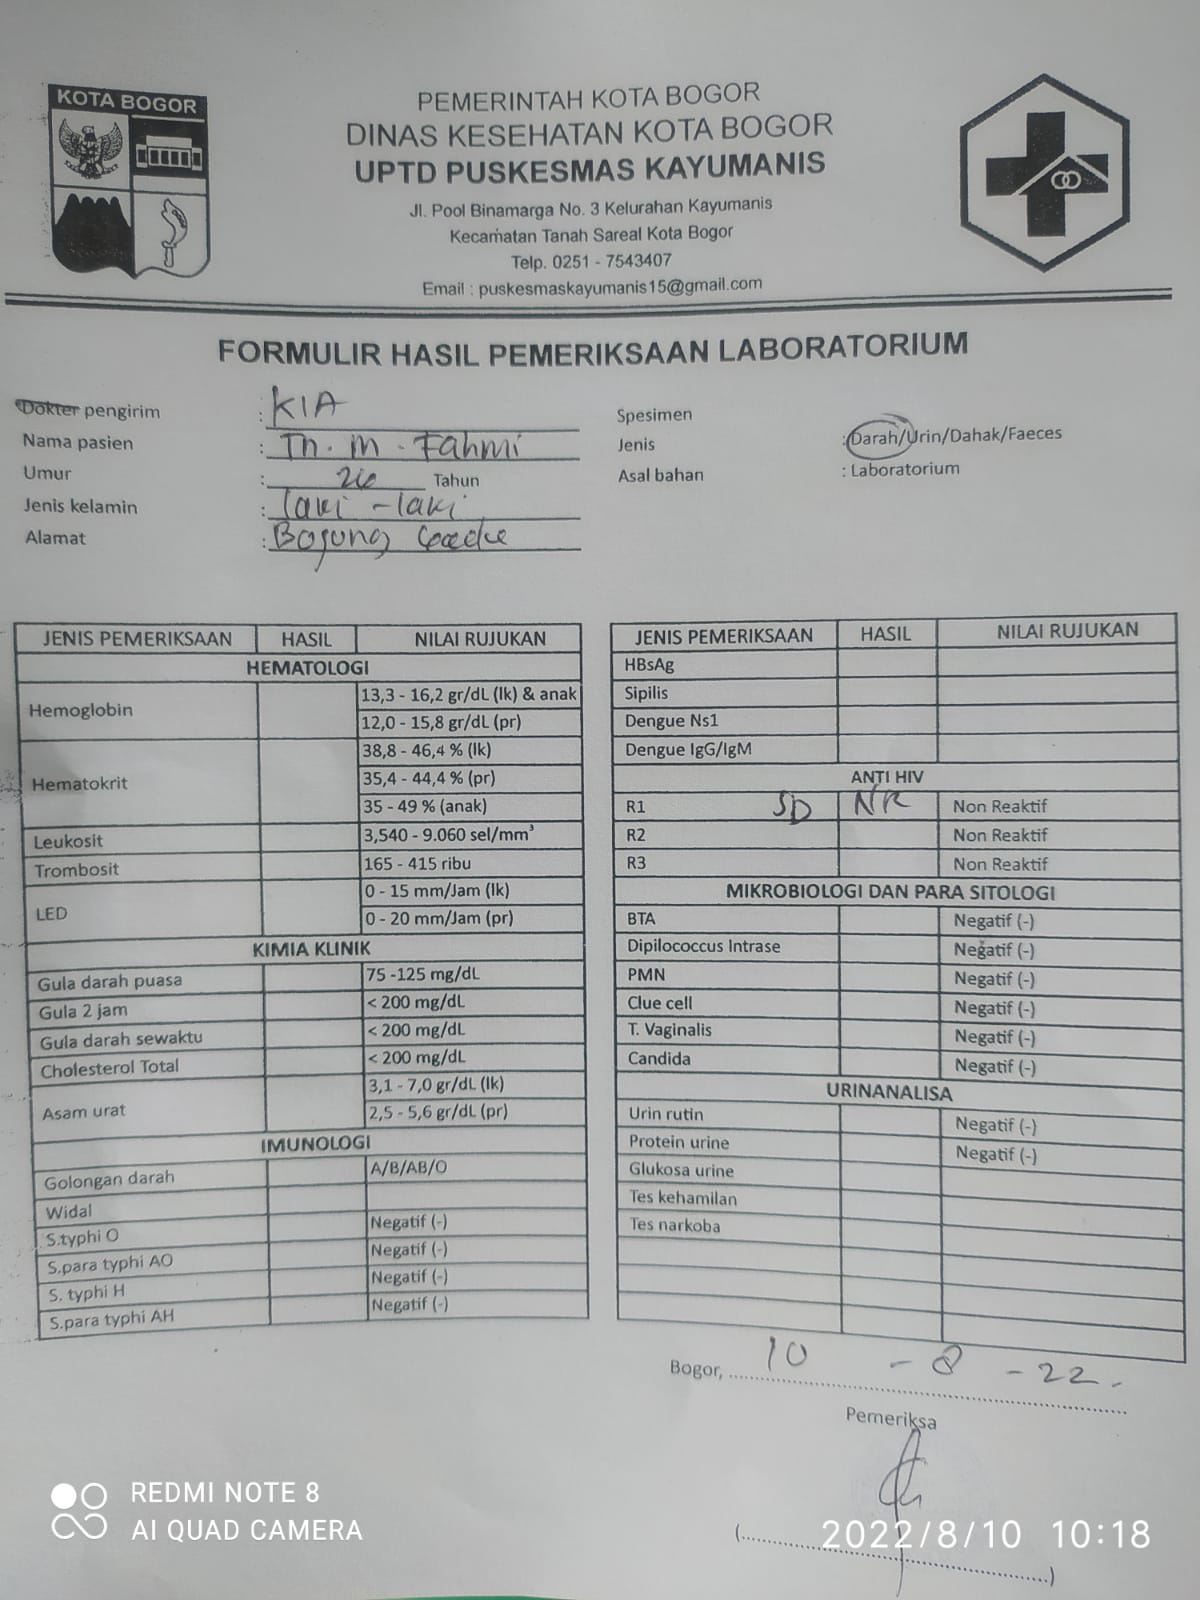 KOTA BOGOR
PEMERINTAH KOTA BOGOR
DINAS KESEHATAN KOTA BOGOR
UPTD PUSKESMAS KAYUMANIS
Jl. Pool Binamarga No. 3 Kelurahan Kayumanis
Kecamatan Tanah Sareal Kota Bogor
Telp. 0251 - 7543407
Email : puskesmaskayumanis15@gmail.com
FORMULIR HASIL PEMERIKSAAN LABORATORIUM
Dokter pengirim : KIA
Nama pasien : Tn. M. Fahmi
Umur : 26 Tahun
Jenis kelamin : laki - laki
Alamat : Bojong Gede
Spesimen
Jenis : Darah/Urin/Dahak/Faeces
Asal bahan : Laboratorium
JENIS PEMERIKSAAN HASIL NILAI RUJUKAN
HEMATOLOGI
Hemoglobin 13,3 - 16,2 gr/dL (lk) & anak
12,0 - 15,8 gr/dL (pr)
Hematokrit 38,8 - 46,4 % (lk)
35,4 - 44,4 % (pr)
35 - 49 % (anak)
Leukosit 3,540 - 9.060 sel/mm³
Trombosit 165 - 415 ribu
LED 0 - 15 mm/Jam (lk)
0 - 20 mm/Jam (pr)
KIMIA KLINIK
Gula darah puasa 75 -125 mg/dL
Gula 2 jam < 200 mg/dL
Gula darah sewaktu < 200 mg/dL
Cholesterol Total < 200 mg/dL
Asam urat 3,1 - 7,0 gr/dL (lk)
2,5 - 5,6 gr/dL (pr)
IMUNOLOGI
Golongan darah A/B/AB/O
Widal
S.typhi O Negatif (-)
S.para typhi AO Negatif (-)
S. typhi H Negatif (-)
S.para typhi AH Negatif (-)
JENIS PEMERIKSAAN HASIL NILAI RUJUKAN
HBsAg
Sipilis
Dengue Ns1
Dengue IgG/IgM
ANTI HIV
R1 SD NR Non Reaktif
R2 Non Reaktif
R3 Non Reaktif
MIKROBIOLOGI DAN PARA SITOLOGI
BTA Negatif (-)
Dipilococcus Intrase Negatif (-)
PMN Negatif (-)
Clue cell Negatif (-)
T. Vaginalis Negatif (-)
Candida Negatif (-)
URINANALISA
Urin rutin Negatif (-)
Protein urine Negatif (-)
Glukosa urine
Tes kehamilan
Tes narkoba
Bogor, 10 - 8 - 22.
Pemeriksa
REDMI NOTE 8
AI QUAD CAMERA
2022/8/10 10:18